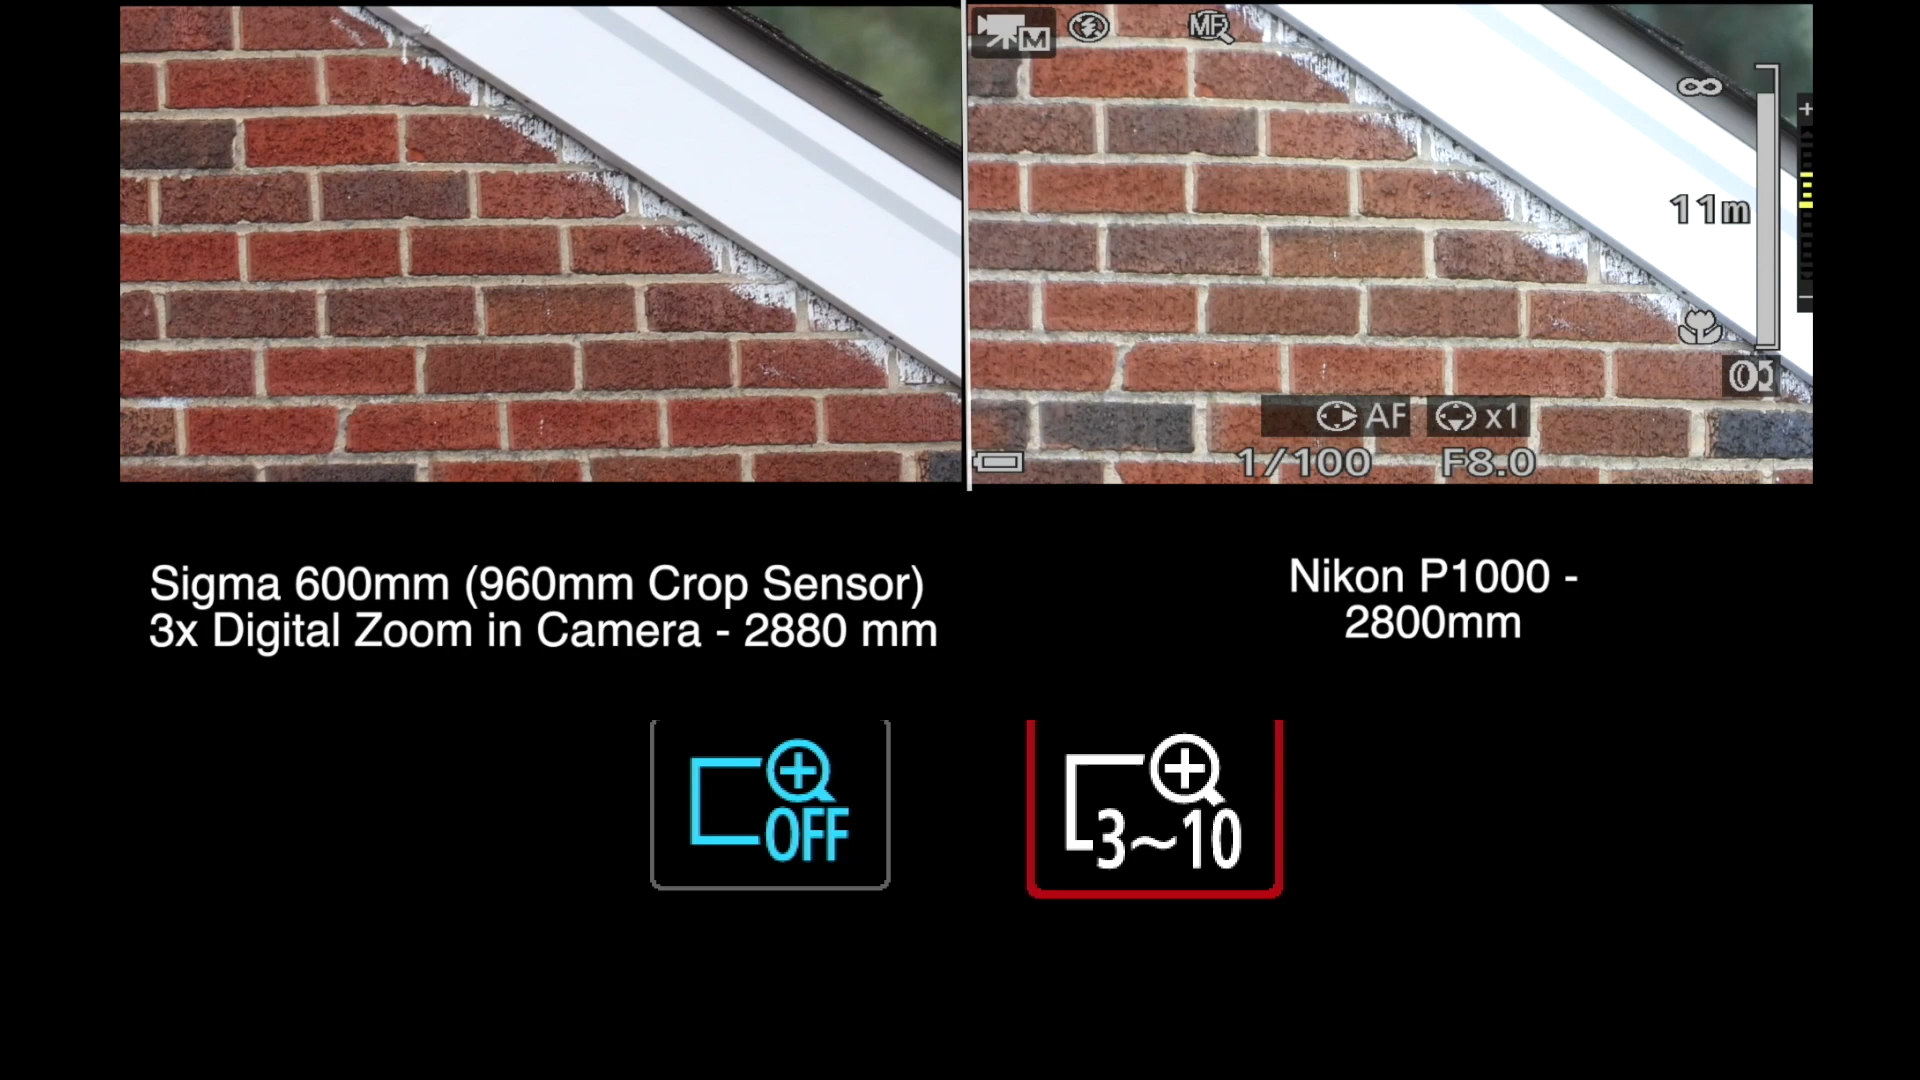 M
MF
11m
AF
x1
1/100
F8.0
Sigma 600mm (960mm Crop Sensor)
3x Digital Zoom in Camera - 2880 mm
Nikon P1000 -
2800mm
OFF
3~10